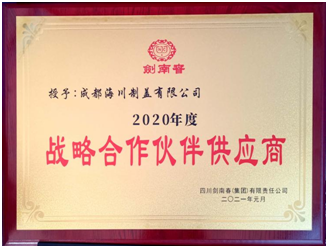 劍南春
授予：成都海川制盖有限公司
2020年度
战略合作伙伴供应商
四川剑南春(集团)有限责任公司
二〇二一年元月